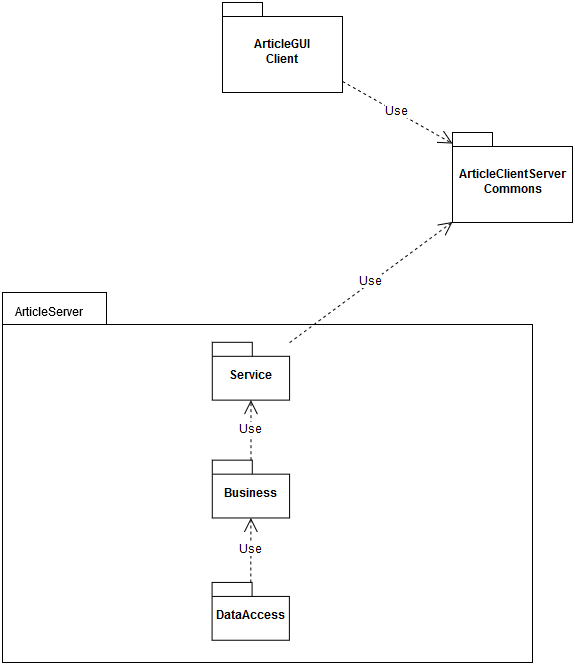 ArticleGUI
Client
Use
ArticleClientServer
Commons
Use
ArticleServer
Service
Use
Business
Use
DataAccess